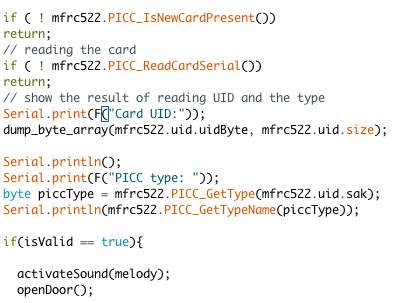 if ( ! mfrc522.PICC_IsNewCardPresent())
return;
// reading the card
if ( ! mfrc522.PICC_ReadCardSerial())
return;
// show the result of reading UID and the type
Serial.print(F("Card UID:"));
dump_byte_array(mfrc522.uid.uidByte, mfrc522.uid.size);
Serial.println();
Serial.print(F("PICC type: "));
byte piccType = mfrc522.PICC_GetType(mfrc522.uid.sak);
Serial.println(mfrc522.PICC_GetTypeName(piccType));
if(isValid == true){
activateSound(melody);
openDoor();